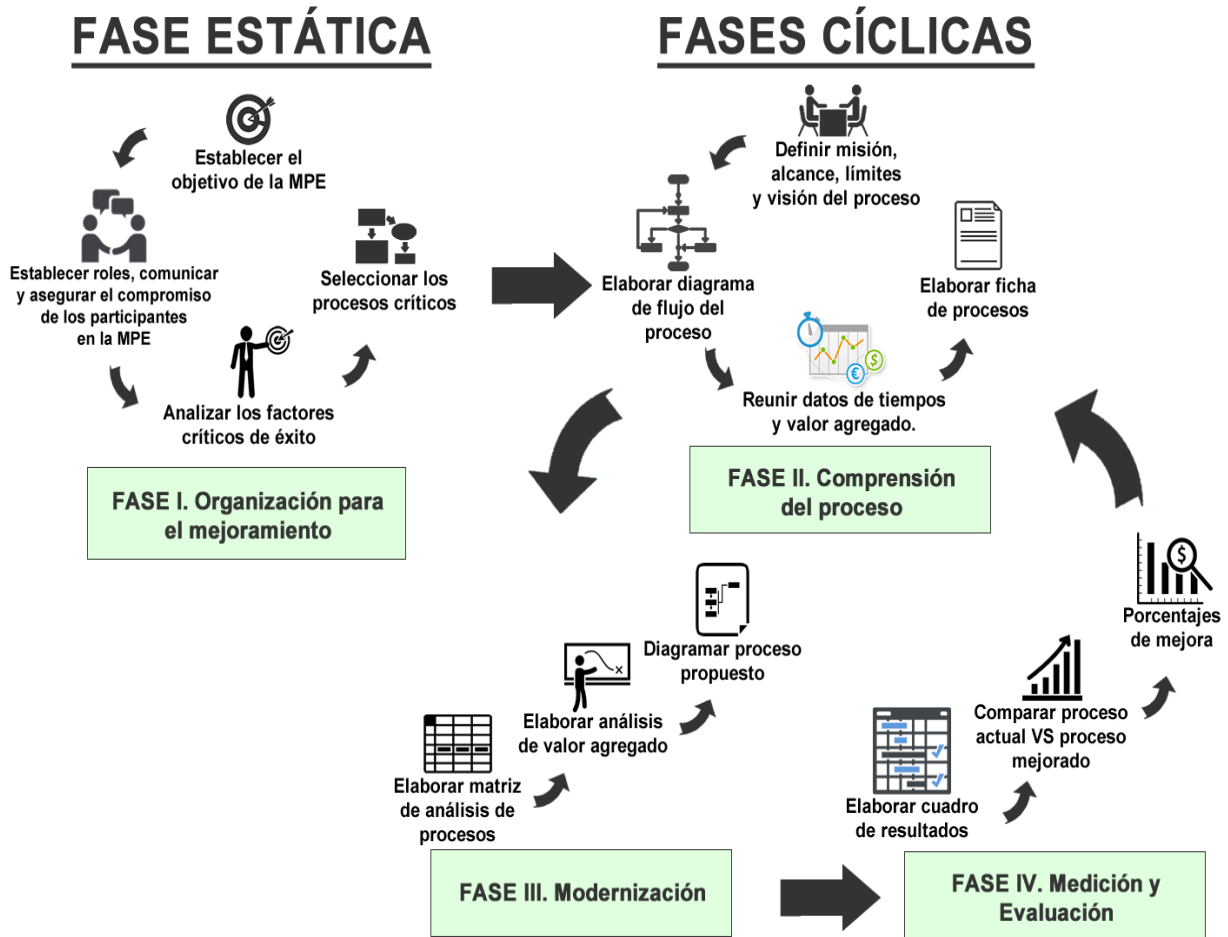 FASE ESTÁTICA
Establecer el
objetivo de la MPE
Establecer roles, comunicar
y asegurar el compromiso
de los participantes
en la MPE
Analizar los factores
críticos de éxito
Seleccionar los
procesos críticos
FASE I. Organización para
el mejoramiento
FASES CÍCLICAS
Definir misión,
alcance, límites
y visión del proceso
Elaborar diagrama
de flujo del
proceso
$
€
Reunir datos de tiempos
y valor agregado.
Elaborar ficha
de procesos
FASE II. Comprensión
del proceso
Elaborar matriz
de análisis de
procesos
x
Elaborar análisis
de valor agregado
Diagramar proceso
propuesto
FASE III. Modernización
Elaborar cuadro
de resultados
Comparar proceso
actual VS proceso
mejorado
$
Porcentajes
de mejora
FASE IV. Medición y
Evaluación